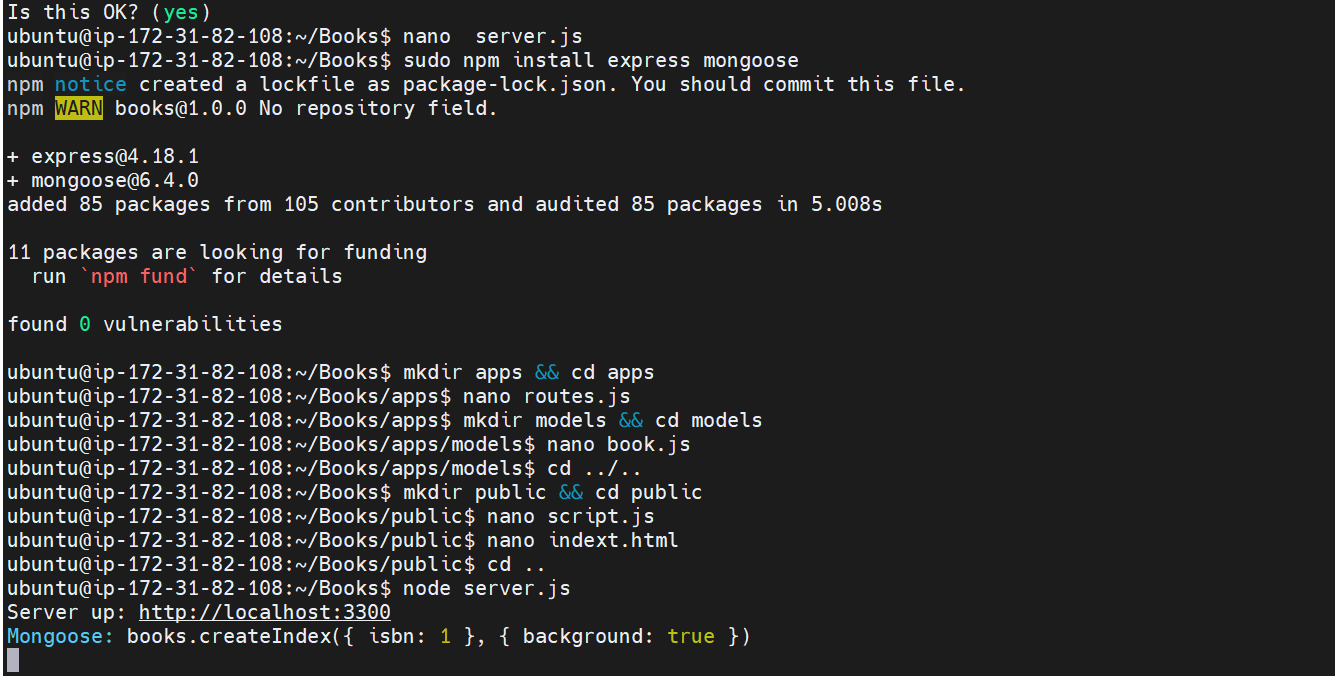 Is this OK? (yes)
ubuntu@ip-172-31-82-108:~/Books$ nano  server.js
ubuntu@ip-172-31-82-108:~/Books$ sudo npm install express mongoose
npm notice created a lockfile as package-lock.json. You should commit this file.
npm WARN books@1.0.0 No repository field.
+ express@4.18.1
+ mongoose@6.4.0
added 85 packages from 105 contributors and audited 85 packages in 5.008s
11 packages are looking for funding
  run `npm fund` for details
found 0 vulnerabilities
ubuntu@ip-172-31-82-108:~/Books$ mkdir apps && cd apps
ubuntu@ip-172-31-82-108:~/Books/apps$ nano routes.js
ubuntu@ip-172-31-82-108:~/Books/apps$ mkdir models && cd models
ubuntu@ip-172-31-82-108:~/Books/apps/models$ nano book.js
ubuntu@ip-172-31-82-108:~/Books/apps/models$ cd ../..
ubuntu@ip-172-31-82-108:~/Books$ mkdir public && cd public
ubuntu@ip-172-31-82-108:~/Books/public$ nano script.js
ubuntu@ip-172-31-82-108:~/Books/public$ nano indext.html
ubuntu@ip-172-31-82-108:~/Books/public$ cd ..
ubuntu@ip-172-31-82-108:~/Books$ node server.js
Server up: http://localhost:3300
Mongoose: books.createIndex({ isbn: 1 }, { background: true })